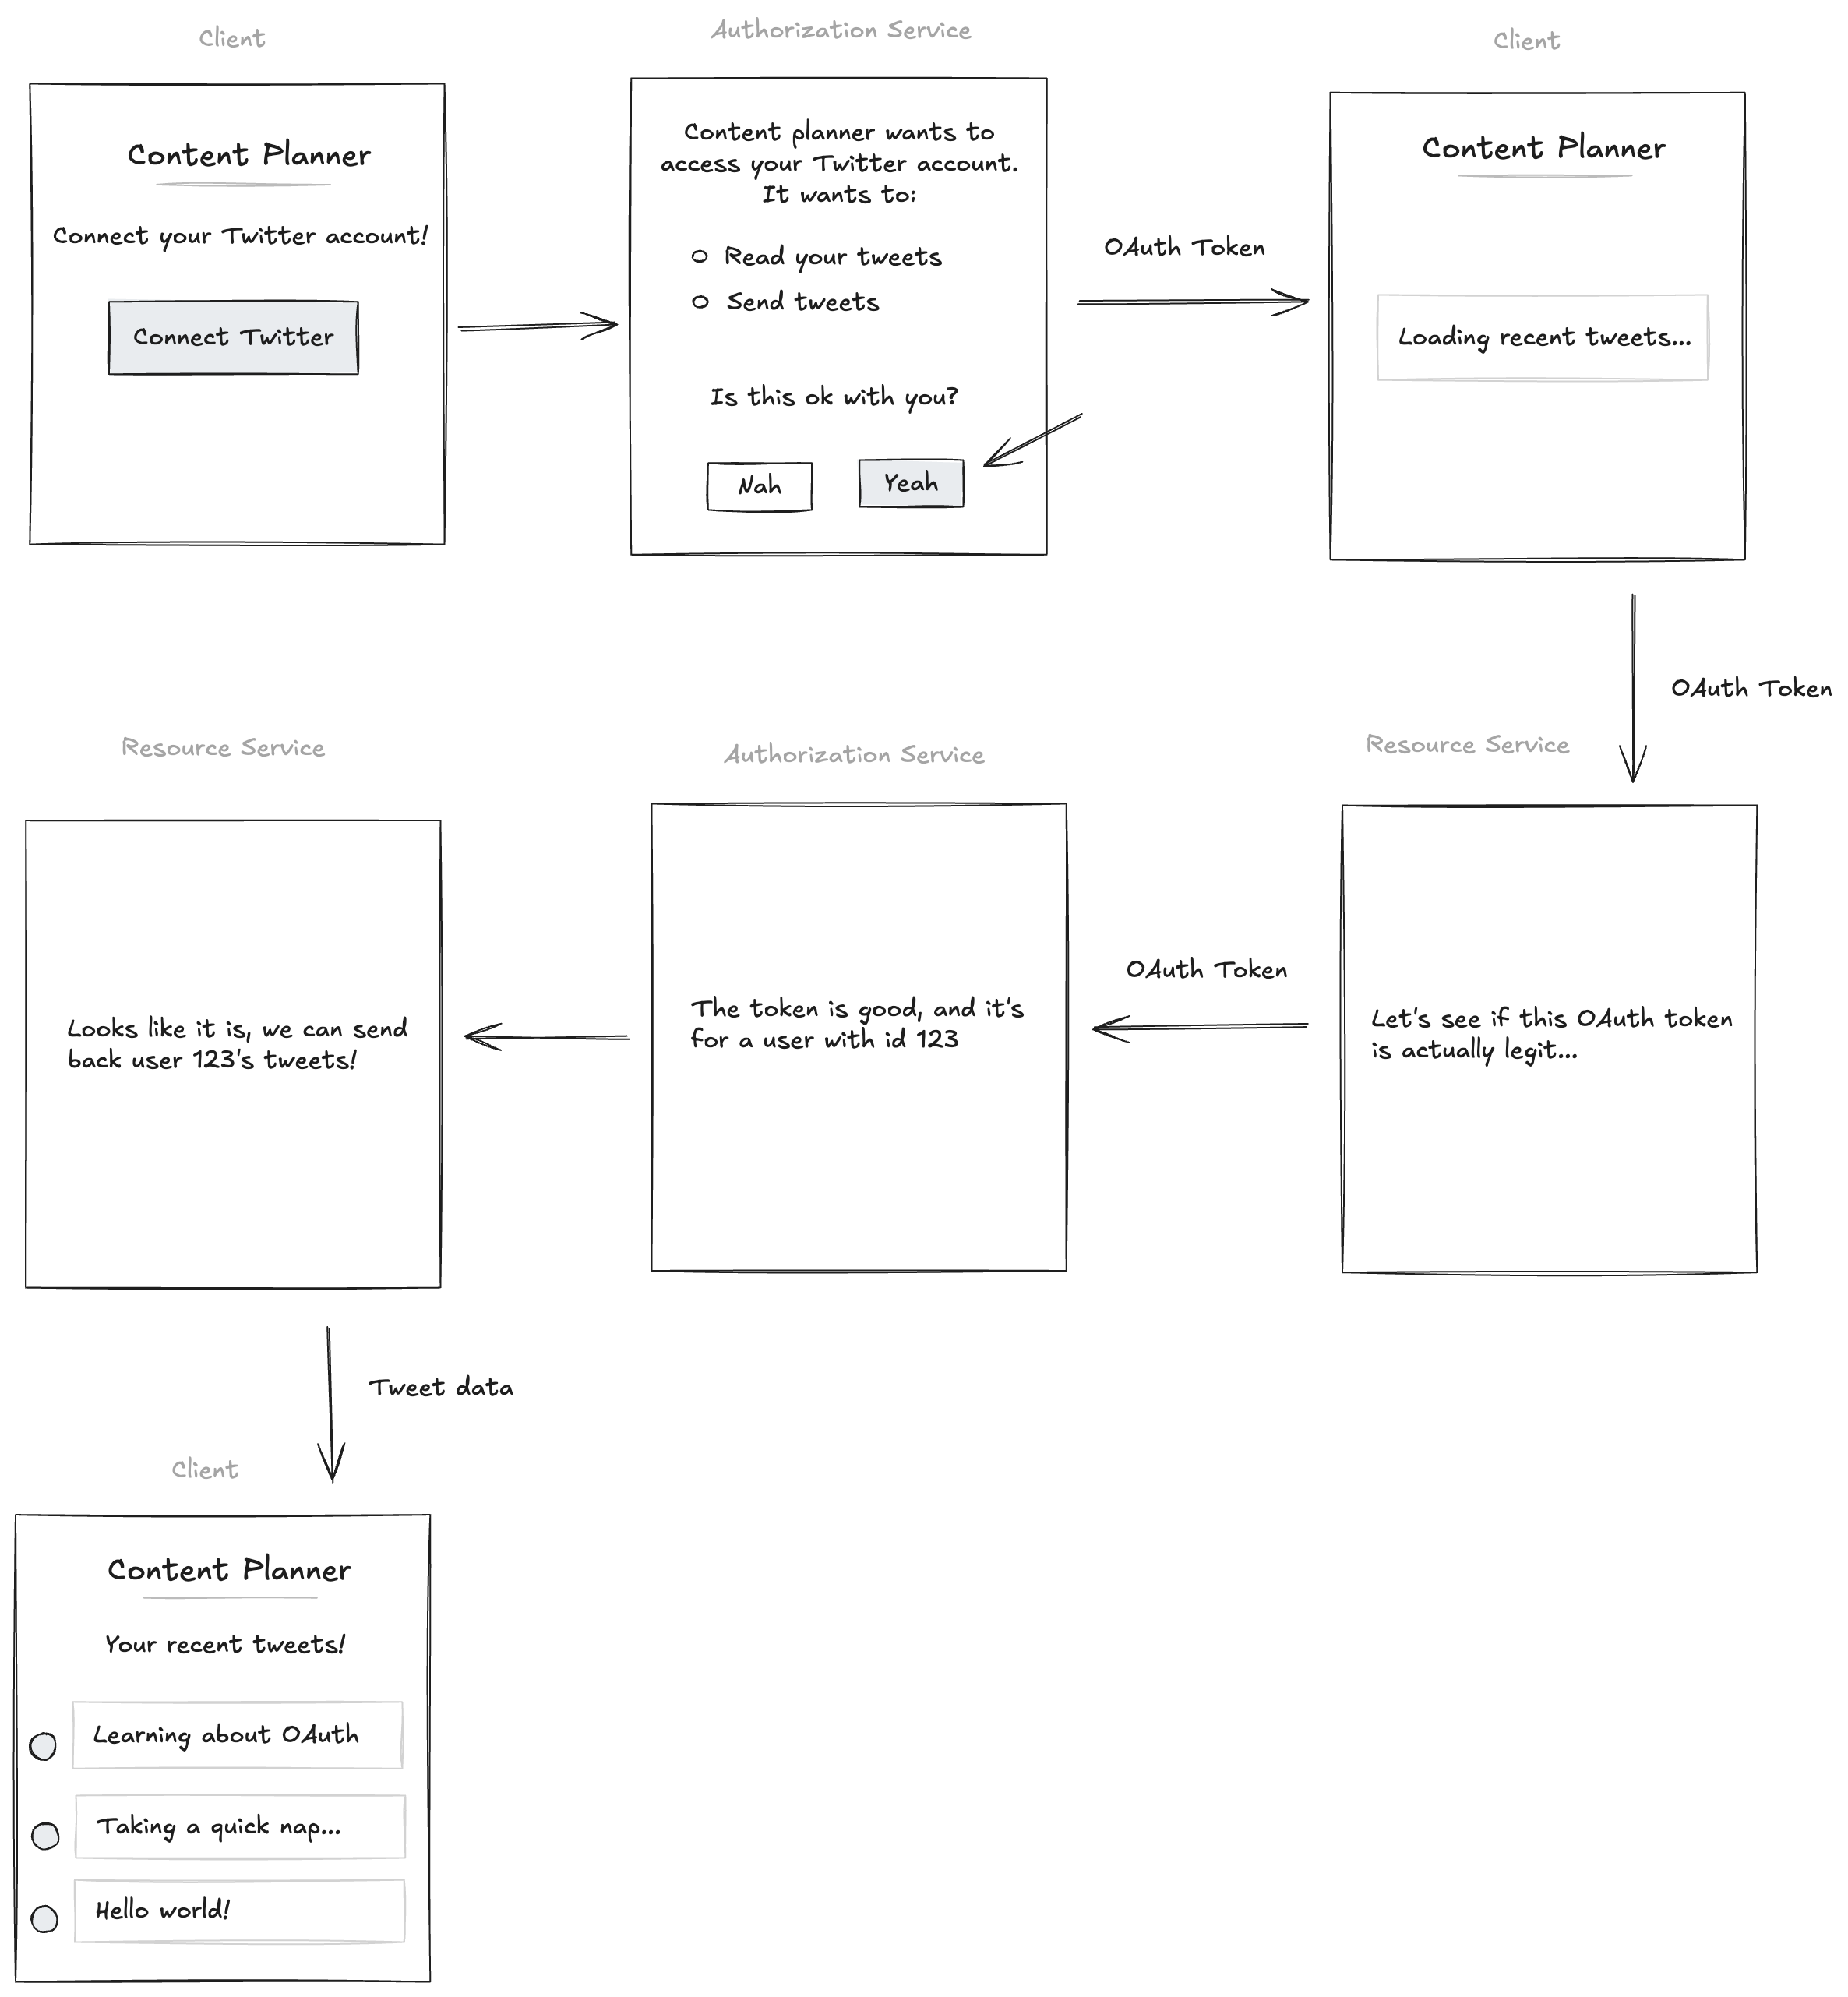 Client
Content Planner
Connect your Twitter account!
Connect Twitter
Authorization Service
Content planner wants to
access your Twitter account.
It wants to:
Read your tweets
Send tweets
Is this ok with you?
Nah
Yeah
OAuth Token
Client
Content Planner
Loading recent tweets...
OAuth Token
Resource Service
Let's see if this OAuth token
is actually legit...
OAuth Token
Authorization Service
The token is good, and it's
for a user with id 123
Resource Service
Looks like it is, we can send
back user 123's tweets!
Tweet data
Client
Content Planner
Your recent tweets!
Learning about OAuth
Taking a quick nap...
Hello world!